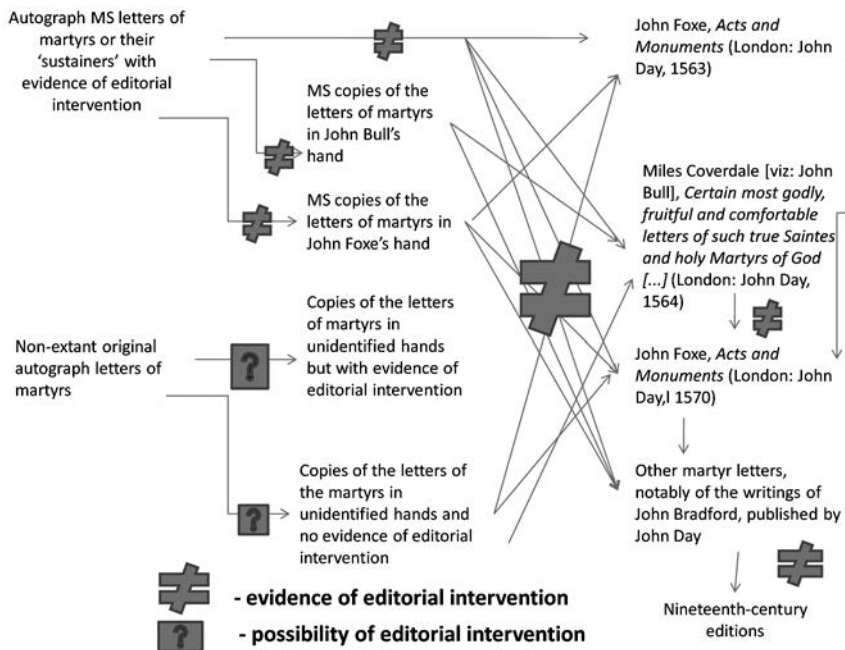 Autograph MS letters of
martyrs or their
‘sustainers’ with
evidence of editorial
intervention
MS copies of the
letters of martyrs
in John Bull’s
hand
MS copies of the
letters of martyrs in
John Foxe’s hand
Non-extant original
autograph letters of
martyrs
?
Copies of the letters
of martyrs in
unidentified hands
but with evidence of
editorial intervention
?
Copies of the letters of
the martyrs in
unidentified hands and
no evidence of editorial
intervention
John Foxe, Acts and
Monuments (London: John
Day, 1563)
Miles Coverdale [viz: John
Bull], Certain most godly,
fruitful and comfortable
letters of such true Saintes
and holy Martyrs of God
[...] (London: John Day,
1564)
John Foxe, Acts and
Monuments (London: John
Day,l 1570)
Other martyr letters,
notably of the writings of
John Bradford, published by
John Day
Nineteenth-century
editions
≠ - evidence of editorial intervention
? - possibility of editorial intervention